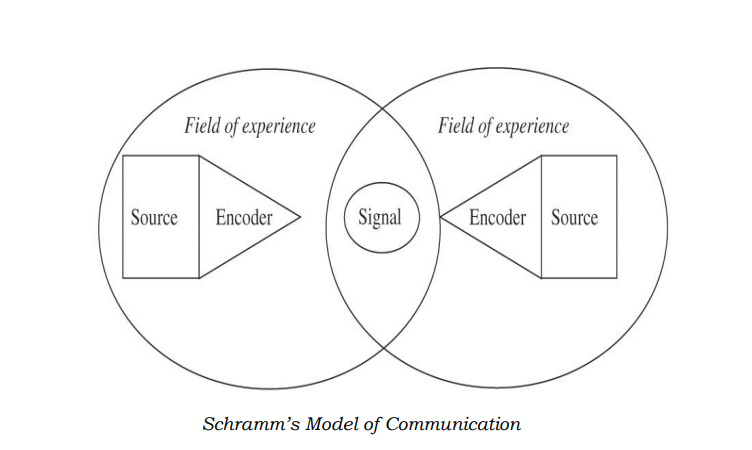 Field of experience
Field of experience
Source
Encoder
Signal
Encoder
Source
Schramm's Model of Communication